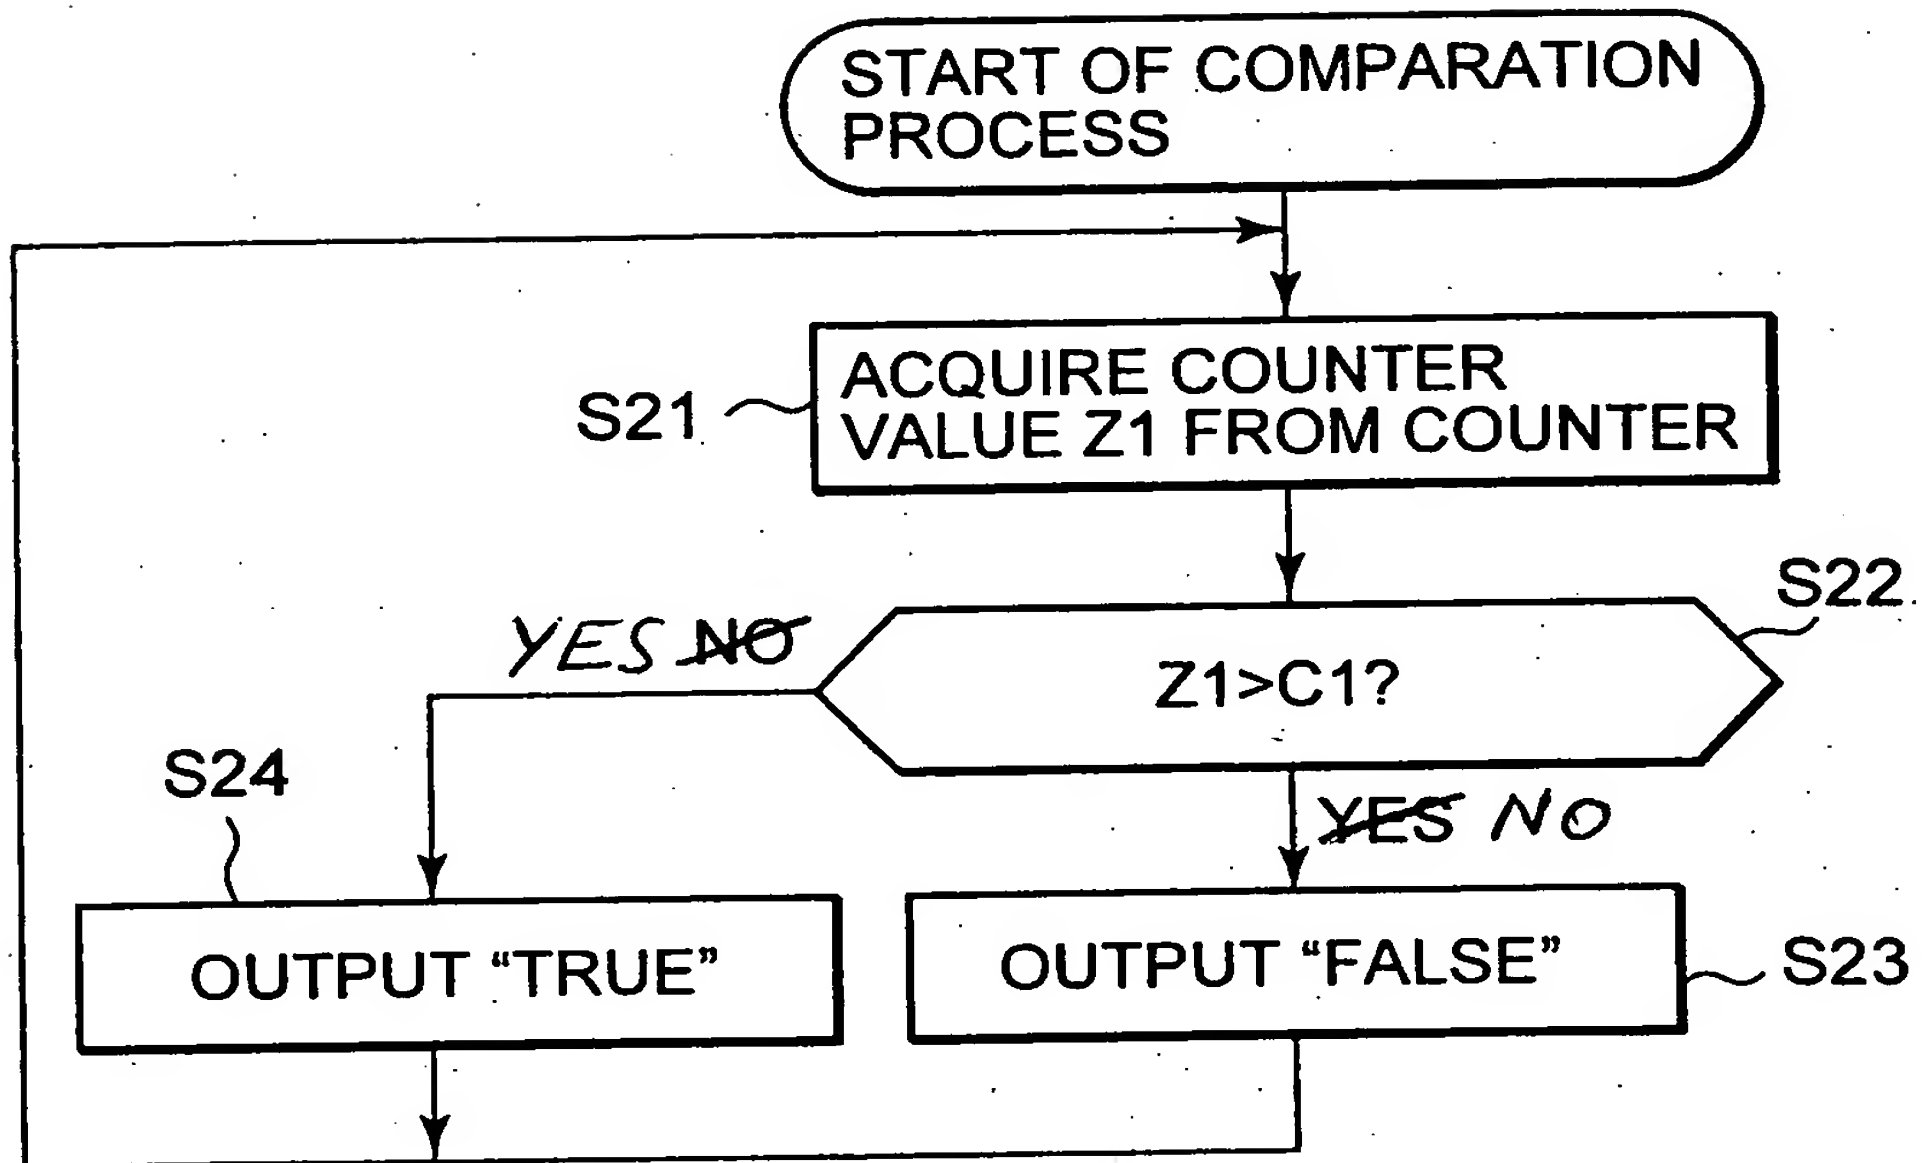 START OF COMPARATION
PROCESS
S21
ACQUIRE COUNTER
VALUE Z1 FROM COUNTER
S22
YES NO
Z1>C1?
YES NO
S24
OUTPUT “TRUE”
OUTPUT “FALSE”
S23